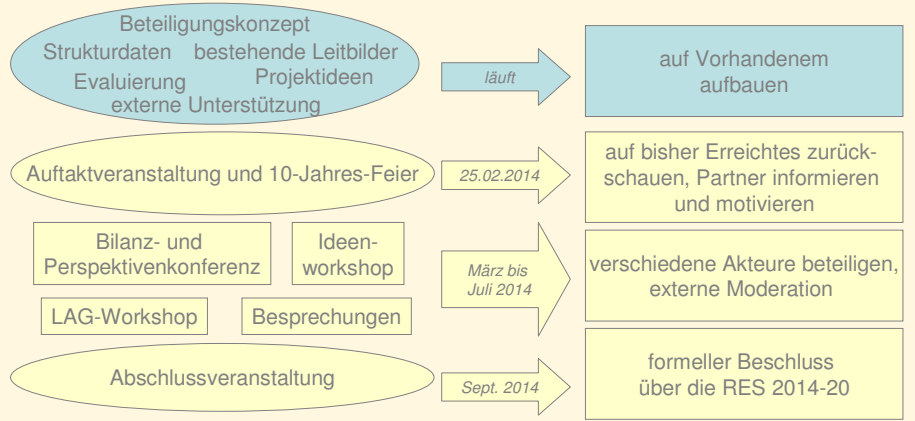 Beteiligungskonzept
Strukturdaten bestehende Leitbilder
Evaluierung Projektideen
externe Unterstützung
läuft
auf Vorhandenem
aufbauen
Auftaktveranstaltung und 10-Jahres-Feier
25.02.2014
auf bisher Erreichtes zurück-
schauen, Partner informieren
und motivieren
Bilanz- und
Perspektivenkonferenz
Ideen-
workshop
LAG-Workshop
Besprechungen
März bis
Juli 2014
verschiedene Akteure beteiligen,
externe Moderation
Abschlussveranstaltung
Sept. 2014
formeller Beschluss
über die RES 2014-20